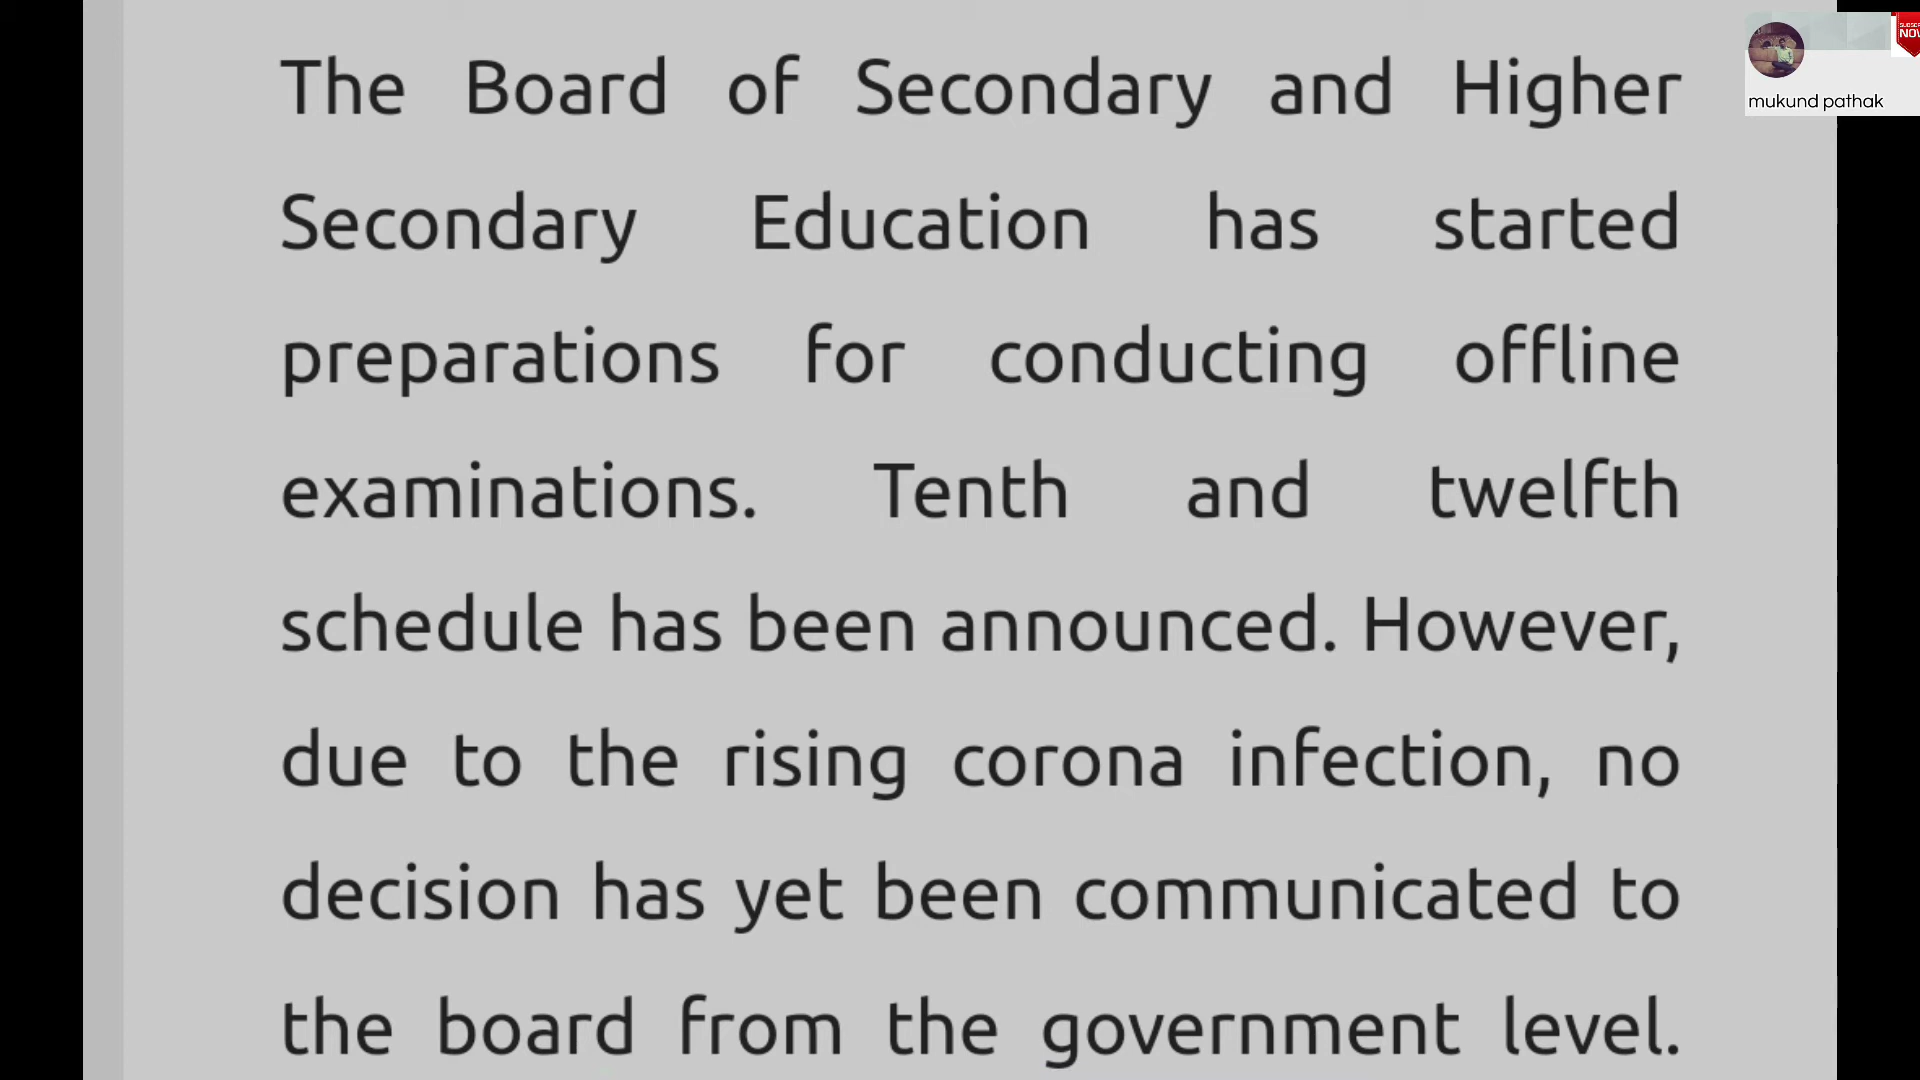 The Board of Secondary and Higher
Secondary Education has started
preparations for conducting offline
examinations. Tenth and twelfth
schedule has been announced. However,
due to the rising corona infection, no
decision has yet been communicated to
the board from the government level.
mukund pathak
NOW